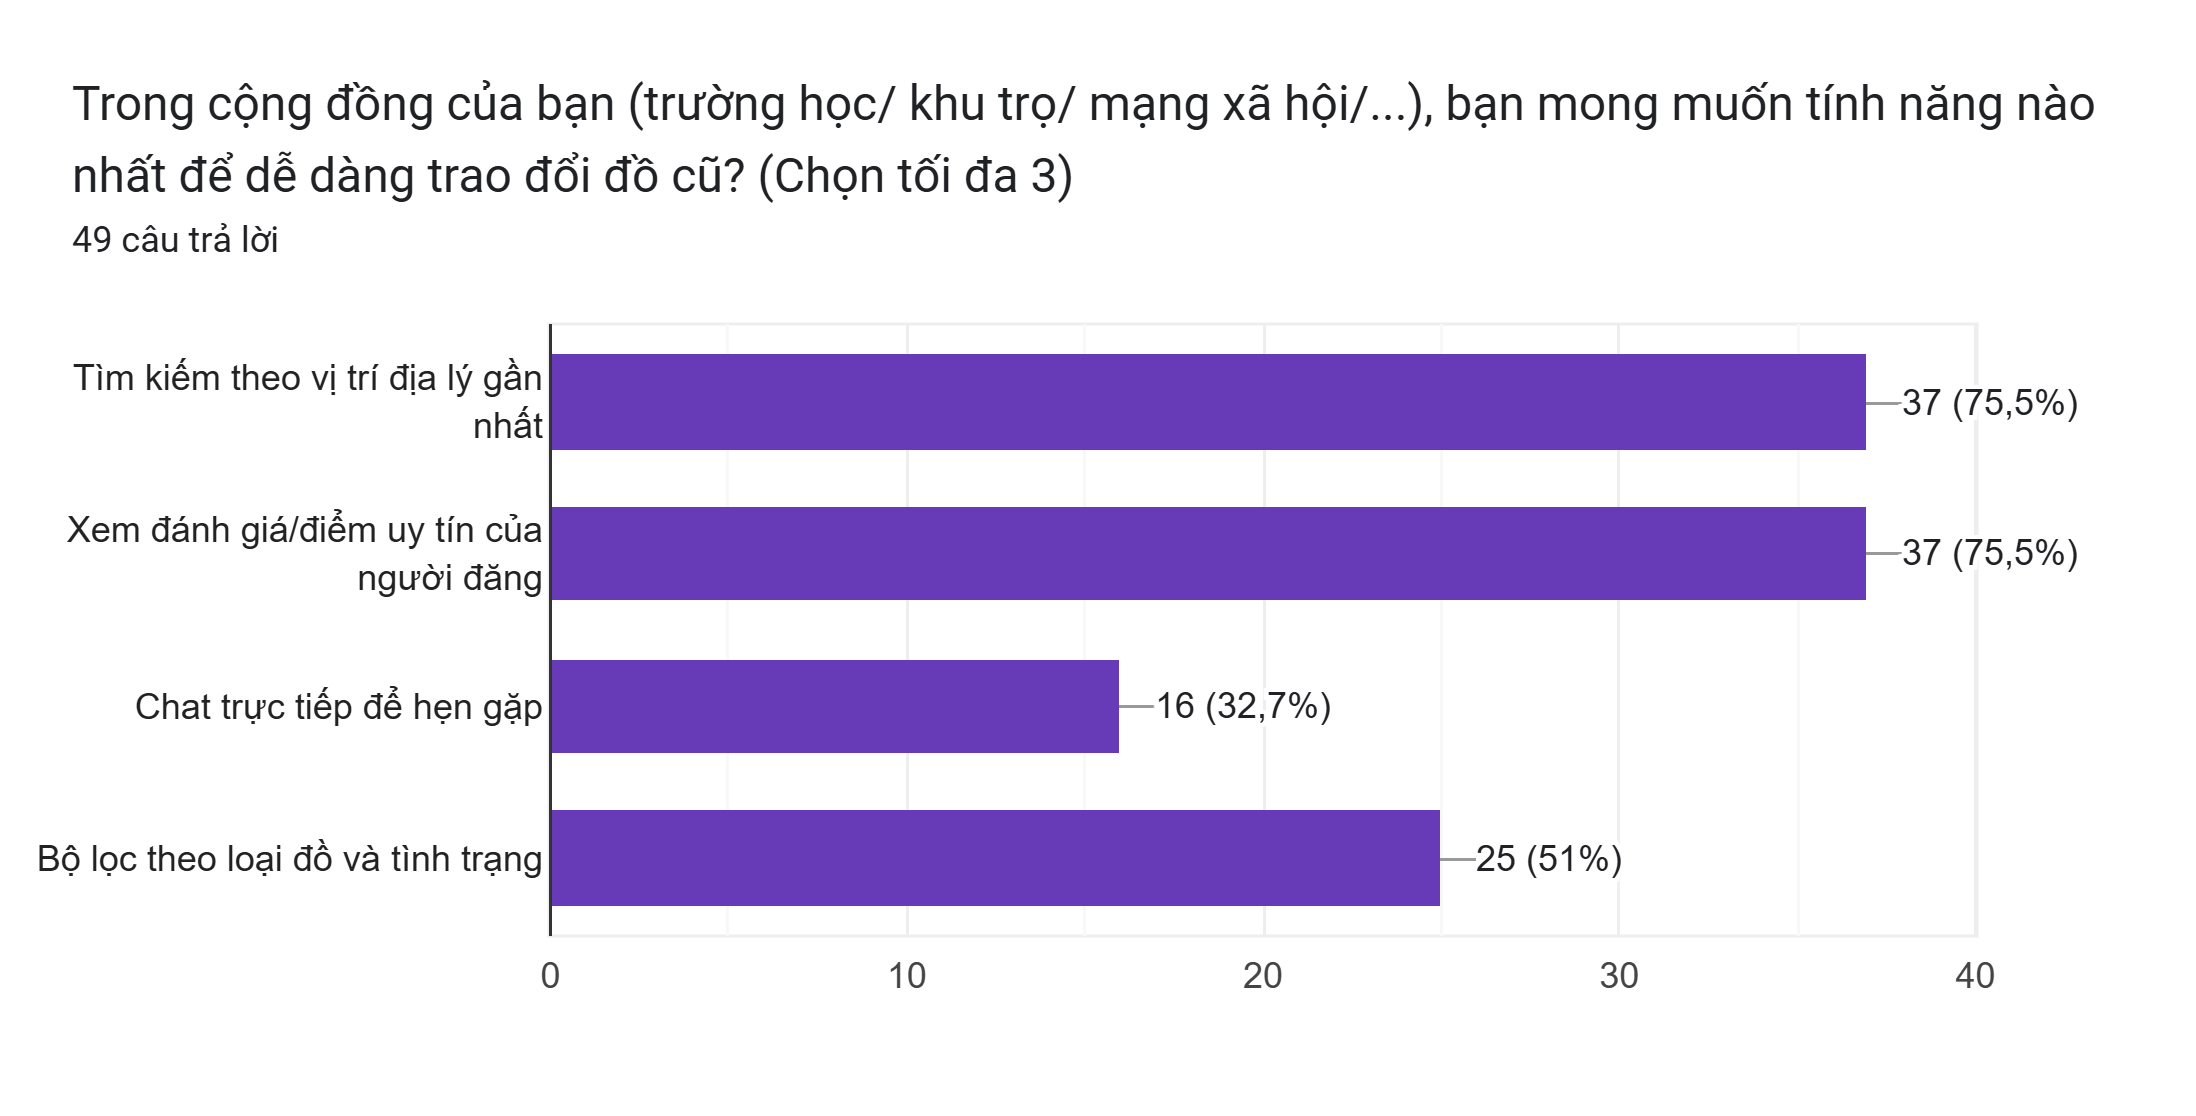 Trong cộng đồng của bạn (trường học/ khu trọ/ mạng xã hội/...), bạn mong muốn tính năng nào
nhất để dễ dàng trao đổi đồ cũ? (Chọn tối đa 3)
49 câu trả lời
Tìm kiếm theo vị trí địa lý gần
nhất
37 (75,5%)
Xem đánh giá/điểm uy tín của
người đăng
37 (75,5%)
Chat trực tiếp để hẹn gặp
16 (32,7%)
Bộ lọc theo loại đồ và tình trạng
25 (51%)
0 10 20 30 40